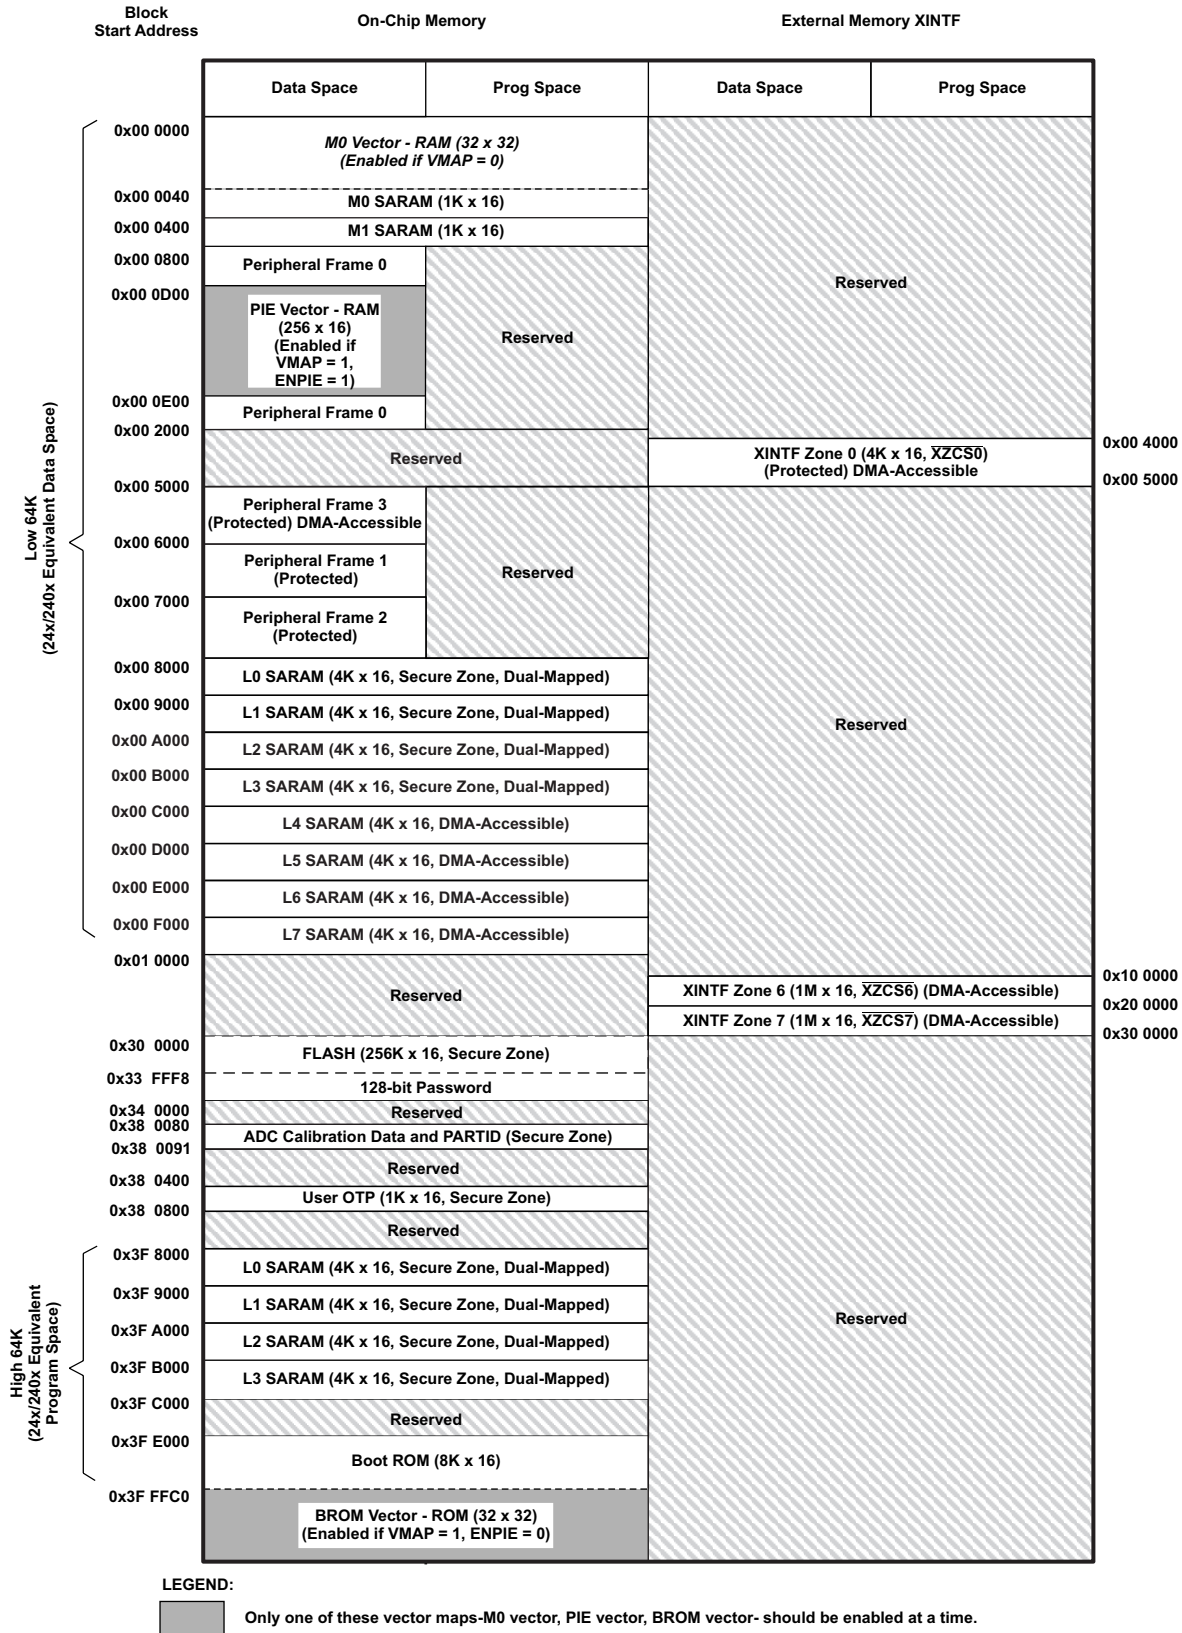 Block
Start Address
On-Chip Memory
External Memory XINTF
Data Space
Prog Space
Data Space
Prog Space
0x00 0000
M0 Vector - RAM (32 x 32)
(Enabled if VMAP = 0)
0x00 0040
M0 SARAM (1K x 16)
0x00 0400
M1 SARAM (1K x 16)
0x00 0800
Peripheral Frame 0
Reserved
0x00 0D00
PIE Vector - RAM
(256 x 16)
(Enabled if
VMAP = 1,
ENPIE = 1)
Reserved
0x00 0E00
Peripheral Frame 0
0x00 2000
Reserved
XINTF Zone 0 (4K x 16, XZCS0)
(Protected) DMA-Accessible
0x00 4000
0x00 5000
Low 64K
(24x/240x Equivalent Data Space)
0x00 5000
Peripheral Frame 3
(Protected) DMA-Accessible
0x00 6000
Peripheral Frame 1
(Protected)
Reserved
0x00 7000
Peripheral Frame 2
(Protected)
0x00 8000
L0 SARAM (4K x 16, Secure Zone, Dual-Mapped)
0x00 9000
L1 SARAM (4K x 16, Secure Zone, Dual-Mapped)
Reserved
0x00 A000
L2 SARAM (4K x 16, Secure Zone, Dual-Mapped)
0x00 B000
L3 SARAM (4K x 16, Secure Zone, Dual-Mapped)
0x00 C000
L4 SARAM (4K x 16, DMA-Accessible)
0x00 D000
L5 SARAM (4K x 16, DMA-Accessible)
0x00 E000
L6 SARAM (4K x 16, DMA-Accessible)
0x00 F000
L7 SARAM (4K x 16, DMA-Accessible)
0x01 0000
Reserved
0x10 0000
XINTF Zone 6 (1M x 16, XZCS6) (DMA-Accessible)
0x20 0000
XINTF Zone 7 (1M x 16, XZCS7) (DMA-Accessible)
0x30 0000
0x30 0000
FLASH (256K x 16, Secure Zone)
0x33 FFF8
128-bit Password
0x34 0000
Reserved
0x38 0080
ADC Calibration Data and PARTID (Secure Zone)
0x38 0091
Reserved
0x38 0400
User OTP (1K x 16, Secure Zone)
0x38 0800
Reserved
High 64K
(24x/240x Equivalent
Program Space)
0x3F 8000
L0 SARAM (4K x 16, Secure Zone, Dual-Mapped)
0x3F 9000
L1 SARAM (4K x 16, Secure Zone, Dual-Mapped)
Reserved
0x3F A000
L2 SARAM (4K x 16, Secure Zone, Dual-Mapped)
0x3F B000
L3 SARAM (4K x 16, Secure Zone, Dual-Mapped)
0x3F C000
Reserved
0x3F E000
Boot ROM (8K x 16)
0x3F FFC0
BROM Vector - ROM (32 x 32)
(Enabled if VMAP = 1, ENPIE = 0)
LEGEND:
Only one of these vector maps-M0 vector, PIE vector, BROM vector- should be enabled at a time.